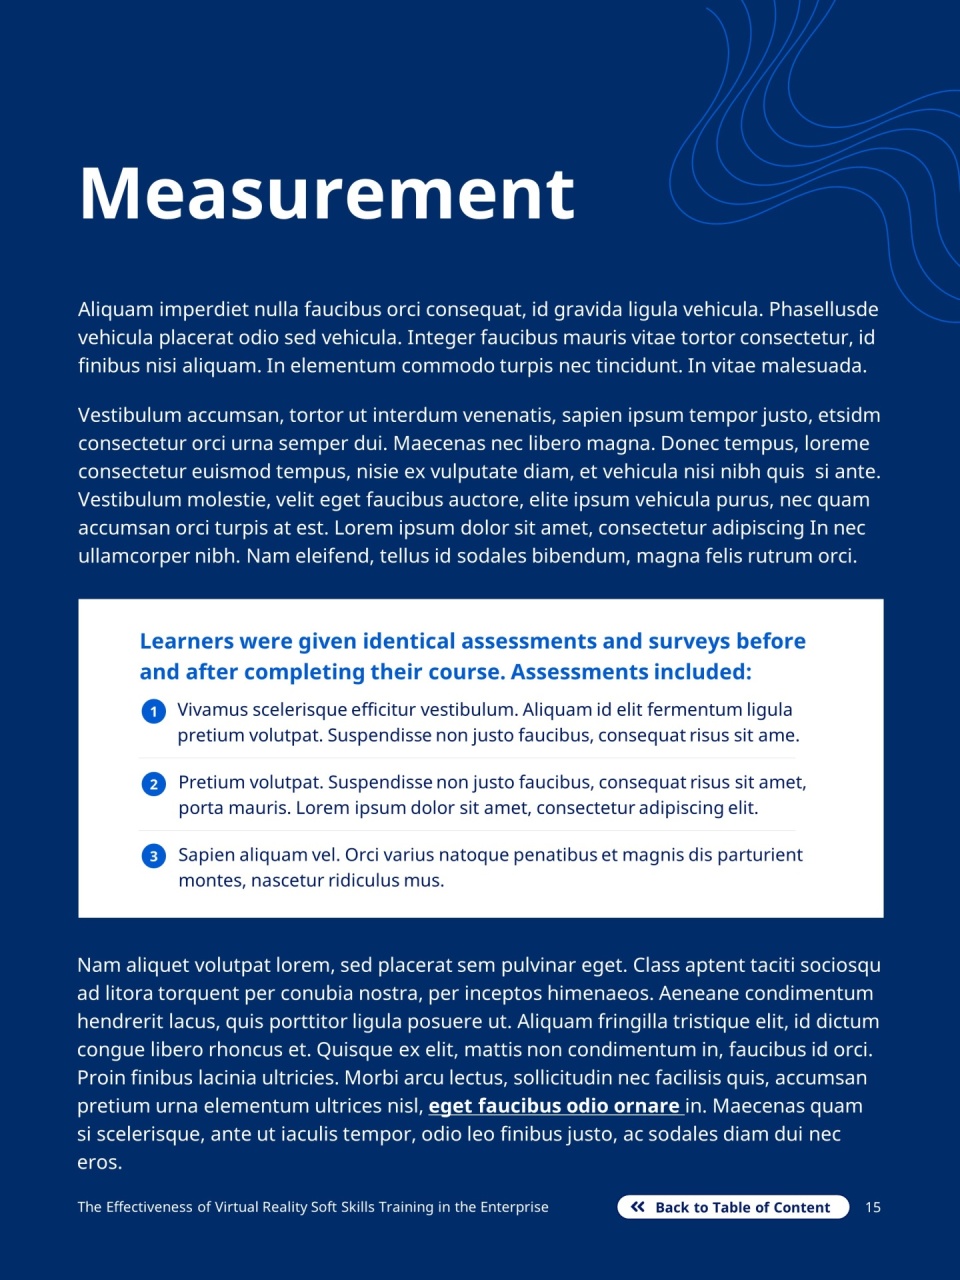 Measurement
Aliquam imperdiet nulla faucibus orci consequat, id gravida ligula vehicula. Phasellusde
vehicula placerat odio sed vehicula. Integer faucibus mauris vitae tortor consectetur, id
finibus nisi aliquam. In elementum commodo turpis nec tincidunt. In vitae malesuada.
Vestibulum accumsan, tortor ut interdum venenatis, sapien ipsum tempor justo, etsidm
consectetur orci urna semper dui. Maecenas nec libero magna. Donec tempus, loreme
consectetur euismod tempus, nisie ex vulputate diam, et vehicula nisi nibh quis  si ante.
Vestibulum molestie, velit eget faucibus auctore, elite ipsum vehicula purus, nec quam
accumsan orci turpis at est. Lorem ipsum dolor sit amet, consectetur adipiscing In nec
ullamcorper nibh. Nam eleifend, tellus id sodales bibendum, magna felis rutrum orci.
Learners were given identical assessments and surveys before
and after completing their course. Assessments included:
1 Vivamus scelerisque efficitur vestibulum. Aliquam id elit fermentum ligula
pretium volutpat. Suspendisse non justo faucibus, consequat risus sit ame.
2 Pretium volutpat. Suspendisse non justo faucibus, consequat risus sit amet,
porta mauris. Lorem ipsum dolor sit amet, consectetur adipiscing elit.
3 Sapien aliquam vel. Orci varius natoque penatibus et magnis dis parturient
montes, nascetur ridiculus mus.
Nam aliquet volutpat lorem, sed placerat sem pulvinar eget. Class aptent taciti sociosqu
ad litora torquent per conubia nostra, per inceptos himenaeos. Aeneane condimentum
hendrerit lacus, quis porttitor ligula posuere ut. Aliquam fringilla tristique elit, id dictum
congue libero rhoncus et. Quisque ex elit, mattis non condimentum in, faucibus id orci.
Proin finibus lacinia ultricies. Morbi arcu lectus, sollicitudin nec facilisis quis, accumsan
pretium urna elementum ultrices nisl, eget faucibus odio ornare in. Maecenas quam
si scelerisque, ante ut iaculis tempor, odio leo finibus justo, ac sodales diam dui nec
eros.
The Effectiveness of Virtual Reality Soft Skills Training in the Enterprise
Back to Table of Content
15